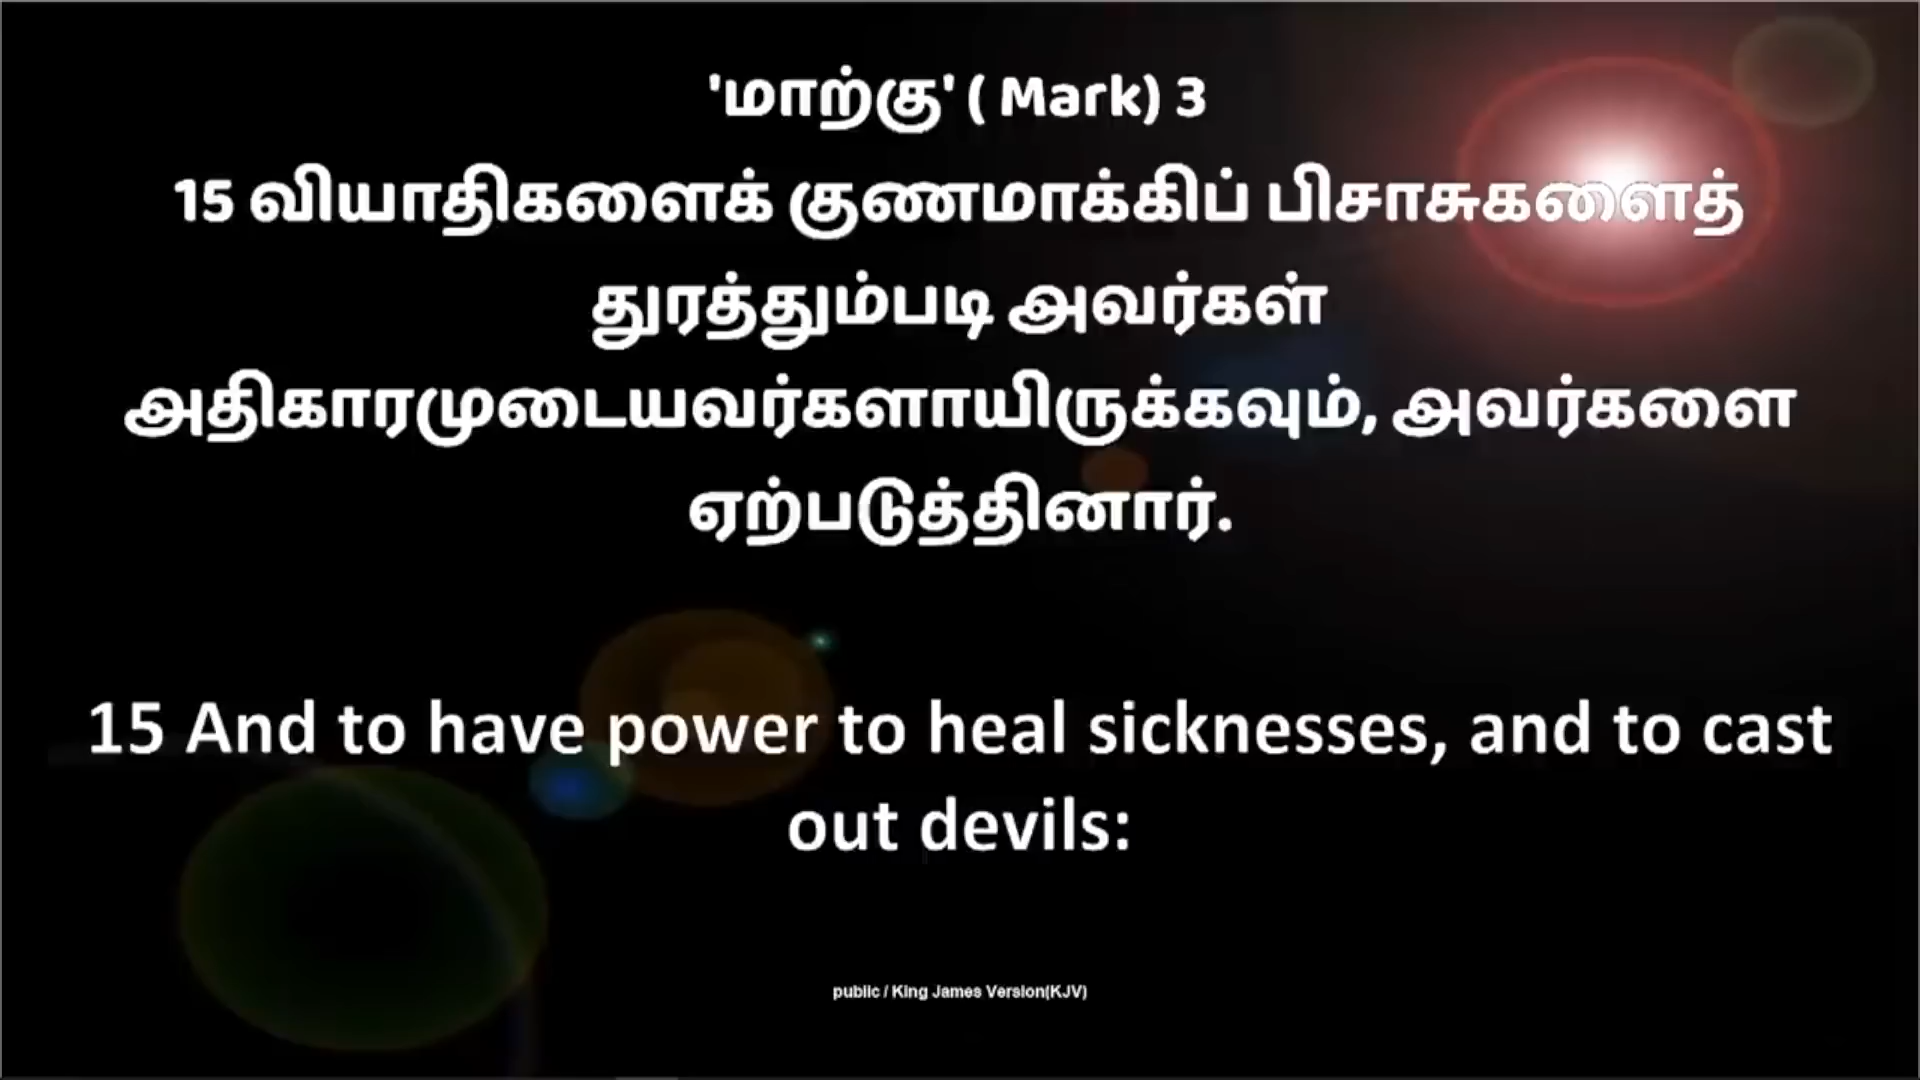 'மாற்கு' ( Mark) 3
15 வியாதிகளைக் குணமாக்கிப் பிசாசுகளைத்
துரத்தும்படி அவர்கள்
அதிகாரமுடையவர்களாயிருக்கவும், அவர்களை
ஏற்படுத்தினார்.
15 And to have power to heal sicknesses, and to cast
out devils:
public / King James Version(KJV)